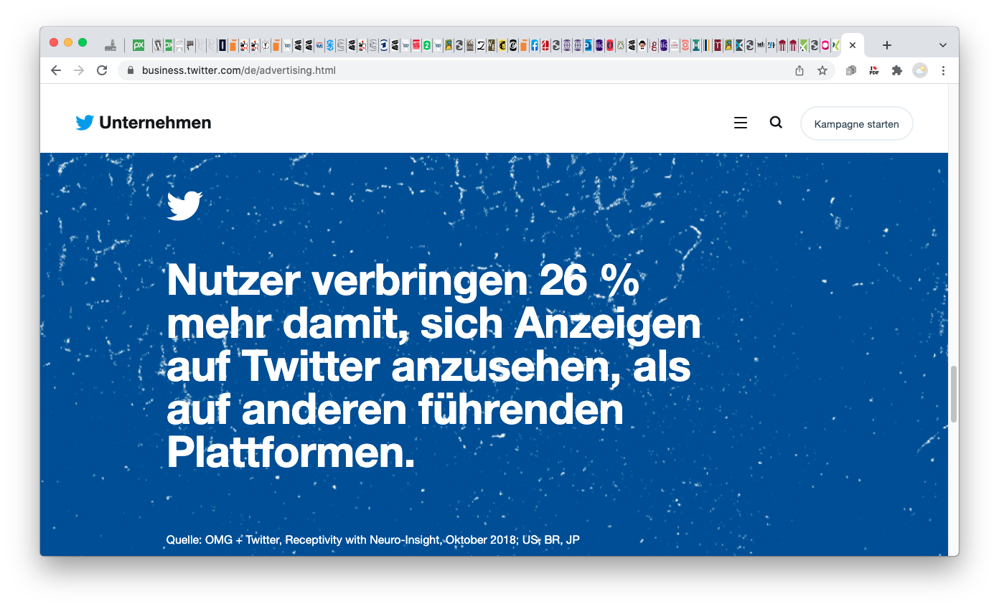 business.twitter.com/de/advertising.html
Unternehmen
Kampagne starten
Nutzer verbringen 26 %
mehr damit, sich Anzeigen
auf Twitter anzusehen, als
auf anderen führenden
Plattformen.
Quelle: OMG + Twitter, Receptivity with Neuro-Insight, Oktober 2018; US, BR, JP